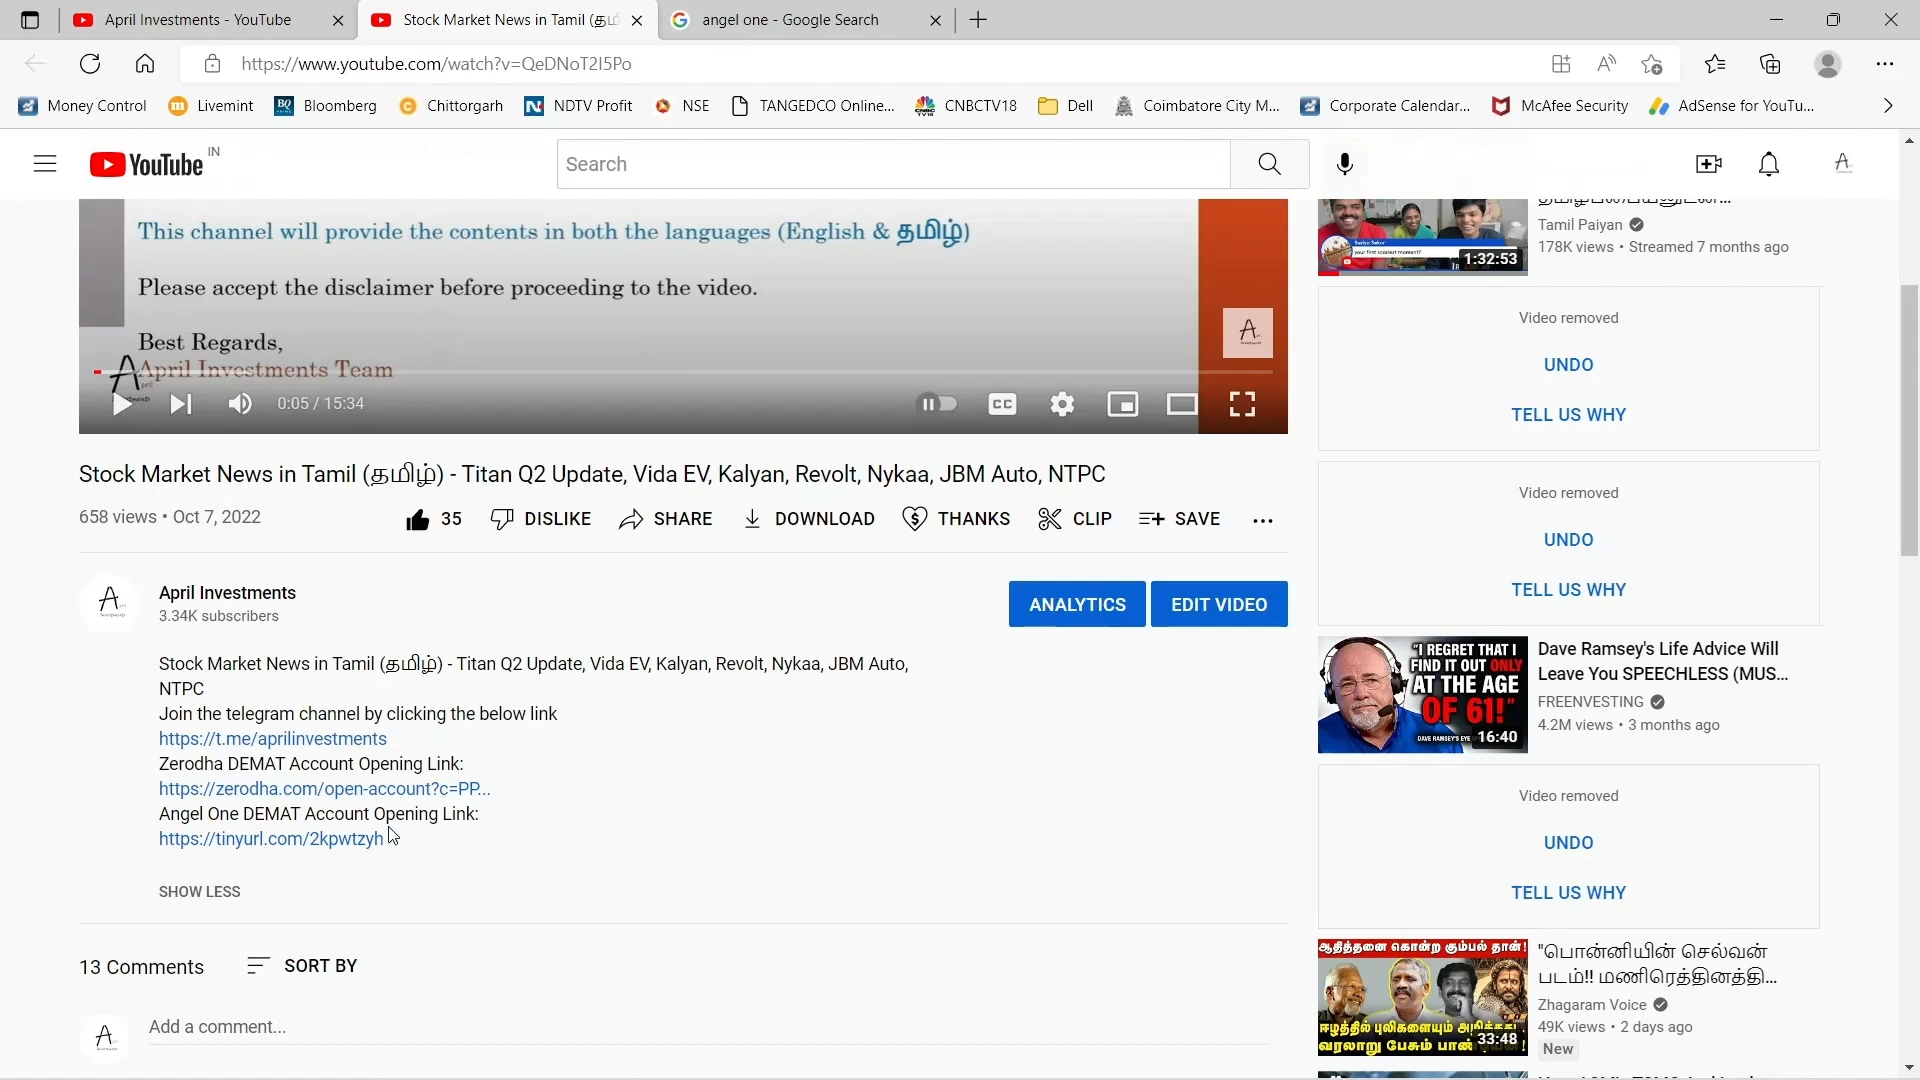 April Investments - YouTube
Stock Market News in Tamil (தமி
angel one - Google Search
https://www.youtube.com/watch?v=QeDNoT2I5Po
Money Control
Livemint
Bloomberg
Chittorgarh
NDTV Profit
NSE
TANGEDCO Online...
CNBCTV18
Dell
Coimbatore City M...
Corporate Calendar...
McAfee Security
AdSense for YouTu...
YouTube IN
Search
This channel will provide the contents in both the languages (English & தமிழ்)
Please accept the disclaimer before proceeding to the video.
Best Regards,
April Investments Team
0:05 / 15:34
CC
Stock Market News in Tamil (தமிழ்) - Titan Q2 Update, Vida EV, Kalyan, Revolt, Nykaa, JBM Auto, NTPC
658 views • Oct 7, 2022
35
DISLIKE
SHARE
DOWNLOAD
THANKS
CLIP
SAVE
April Investments
3.34K subscribers
ANALYTICS
EDIT VIDEO
Stock Market News in Tamil (தமிழ்) - Titan Q2 Update, Vida EV, Kalyan, Revolt, Nykaa, JBM Auto,
NTPC
Join the telegram channel by clicking the below link
https://t.me/aprilinvestments
Zerodha DEMAT Account Opening Link:
https://zerodha.com/open-account?c=PP...
Angel One DEMAT Account Opening Link:
https://tinyurl.com/2kpwtzyh
SHOW LESS
13 Comments
SORT BY
Add a comment...
Tamil Paiyan
178K views • Streamed 7 months ago
1:32:53
Video removed
UNDO
TELL US WHY
Video removed
UNDO
TELL US WHY
"I REGRET THAT I
FIND IT OUT ONLY
AT THE AGE
OF 61!"
16:40
Dave Ramsey's Life Advice Will
Leave You SPEECHLESS (MUS...
FREENVESTING
4.2M views • 3 months ago
Video removed
UNDO
TELL US WHY
ஆதித்தனை கொன்ற கும்பல் தான்!
33:48
"பொன்னியின் செல்வன்
படம்!! மணிரெத்தினத்தி...
Zhagaram Voice
49K views • 2 days ago
New